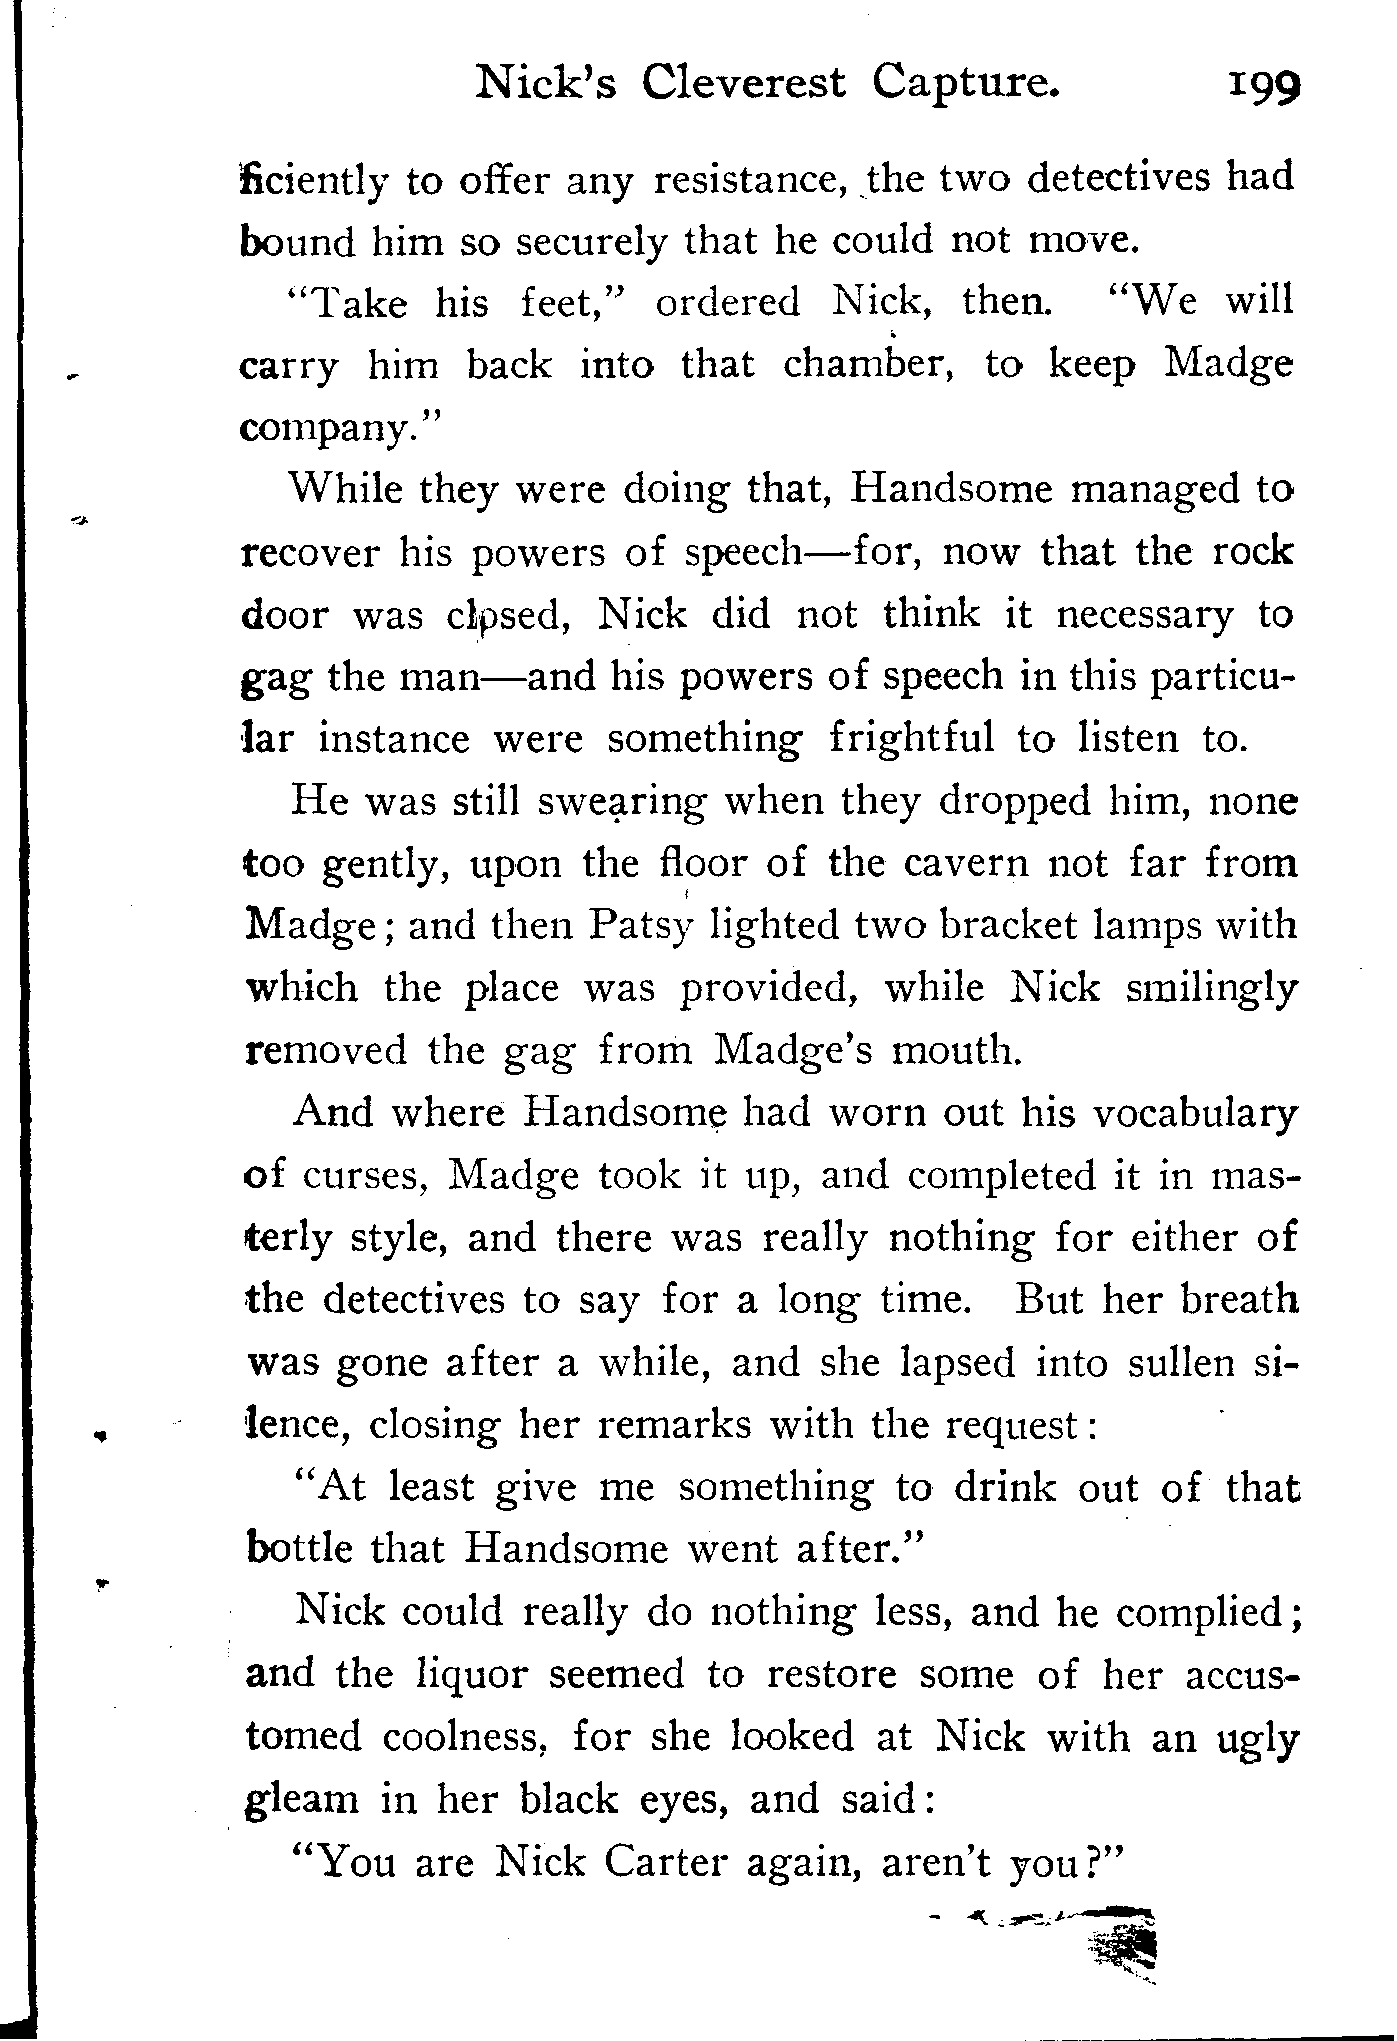 Nick's Cleverest Capture. 199
ficiently to offer any resistance, the two detectives had
bound him so securely that he could not move.
"Take his feet," ordered Nick, then. "We will
carry him back into that chamber, to keep Madge
company."
While they were doing that, Handsome managed to
recover his powers of speech—for, now that the rock
door was closed, Nick did not think it necessary to
gag the man—and his powers of speech in this particu-
lar instance were something frightful to listen to.
He was still swearing when they dropped him, none
too gently, upon the floor of the cavern not far from
Madge; and then Patsy lighted two bracket lamps with
which the place was provided, while Nick smilingly
removed the gag from Madge's mouth.
And where Handsome had worn out his vocabulary
of curses, Madge took it up, and completed it in mas-
terly style, and there was really nothing for either of
the detectives to say for a long time. But her breath
was gone after a while, and she lapsed into sullen si-
lence, closing her remarks with the request:
"At least give me something to drink out of that
bottle that Handsome went after."
Nick could really do nothing less, and he complied;
and the liquor seemed to restore some of her accus-
tomed coolness, for she looked at Nick with an ugly
gleam in her black eyes, and said:
"You are Nick Carter again, aren't you?"